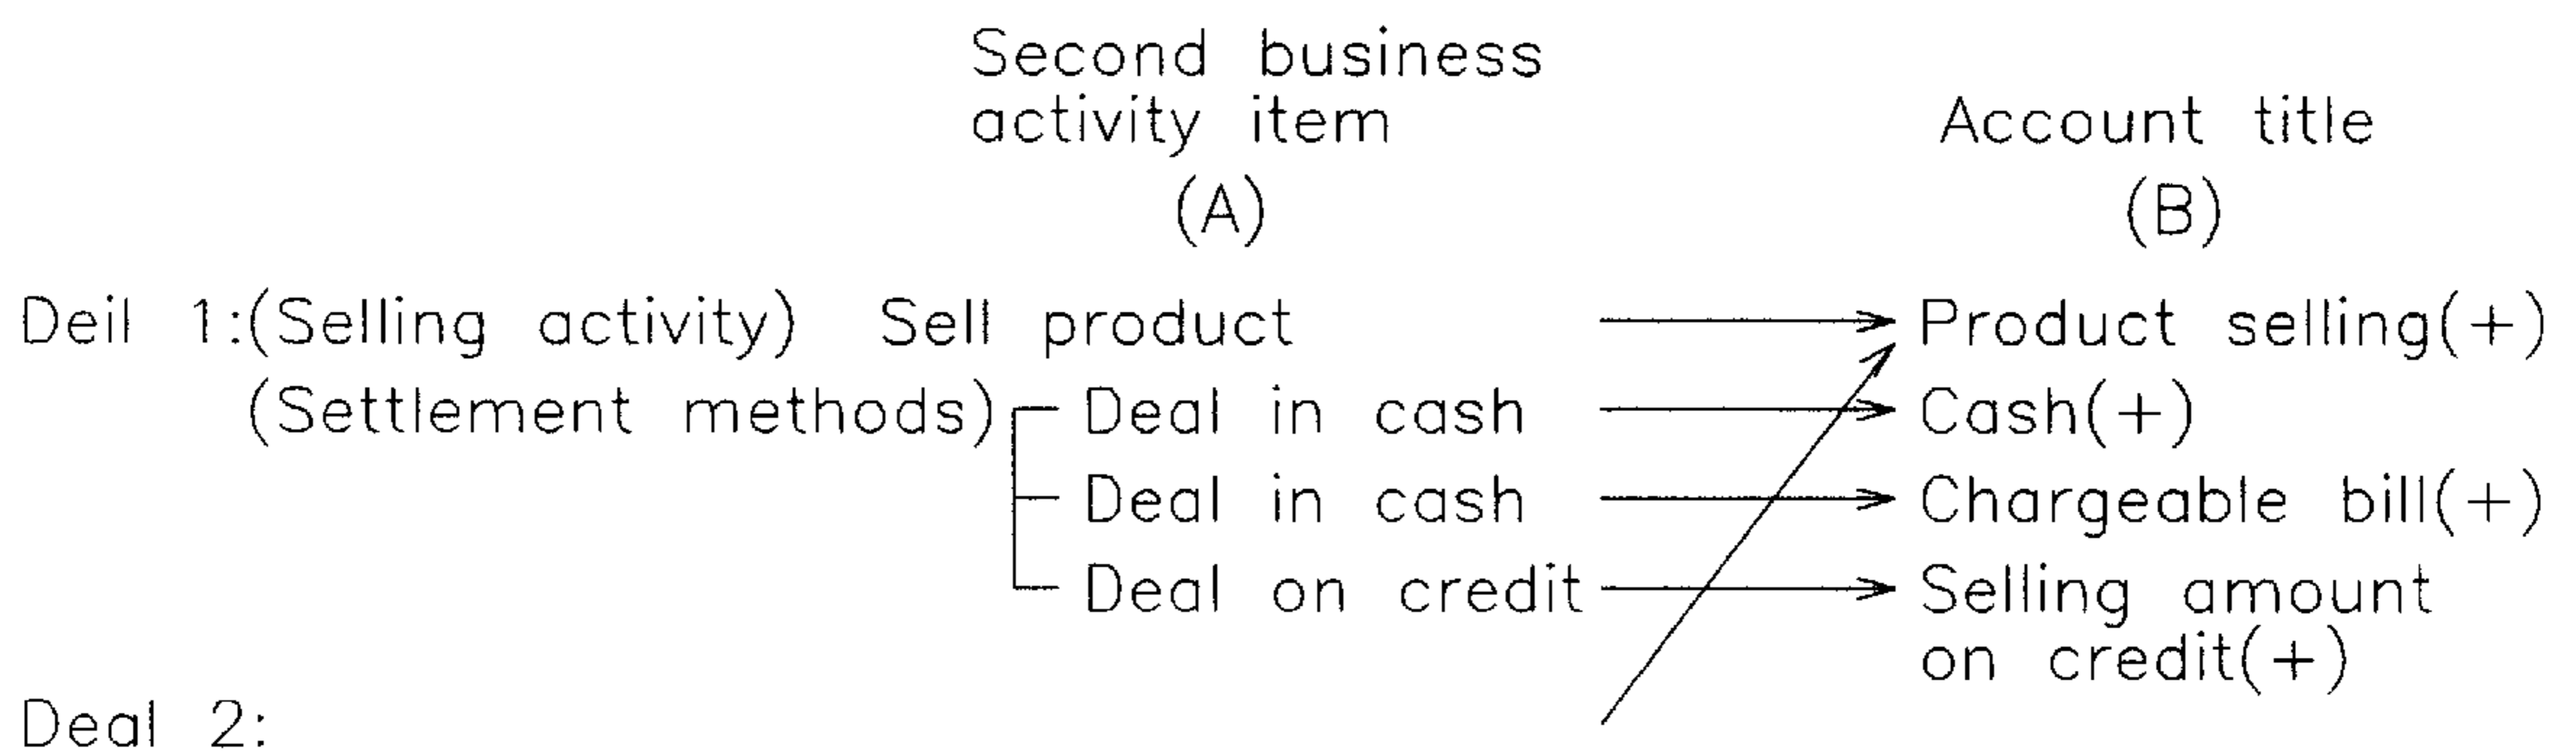 Second business
activity item
Account title
(A)
(B)
Deil 1:(Selling activity) Sell product
Product selling(+)
(Settlement methods)
Deal in cash
Cash(+)
Deal in cash
Chargeable bill(+)
Deal on credit
Selling amount
on credit(+)
Deal 2: